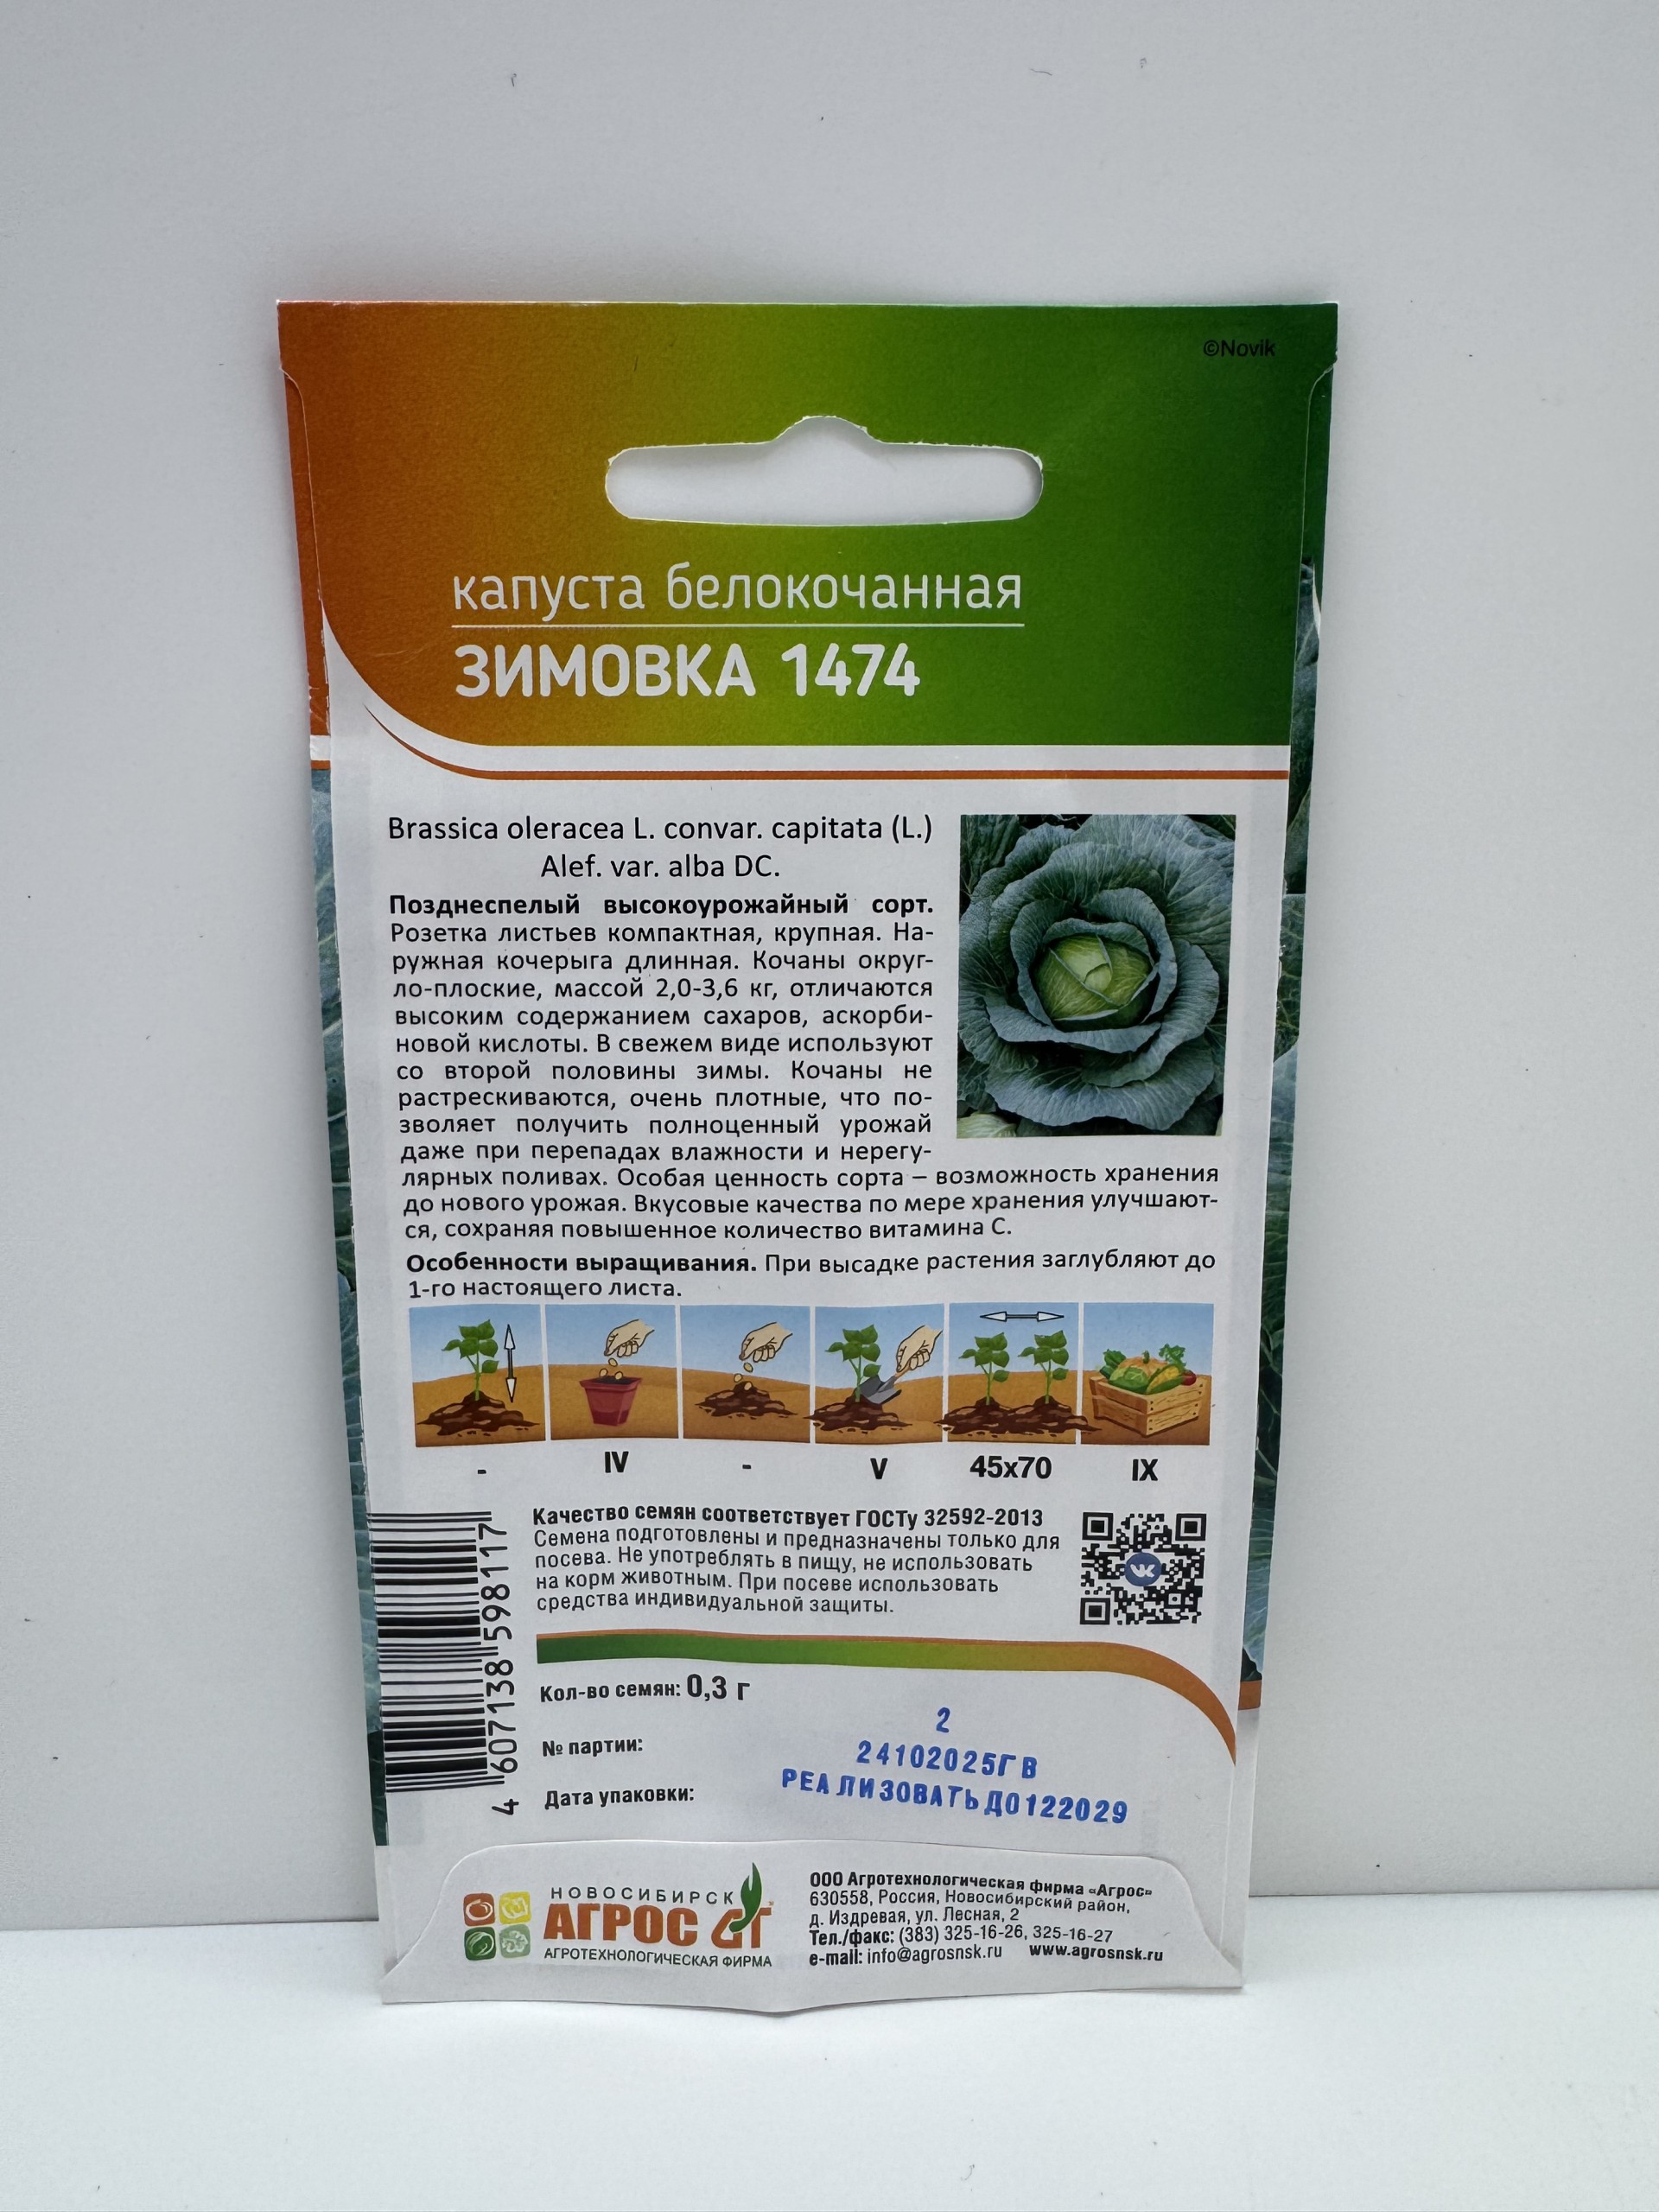 ©Novik
капуста белокочанная
ЗИМОВКА 1474
Brassica oleracea L. convar. capitata (L.)
Alef. var. alba DC.
Позднеспелый высокоурожайный сорт.
Розетка листьев компактная, крупная. На-
ружная кочерыга длинная. Кочаны округ-
ло-плоские, массой 2,0-3,6 кг, отличаются
высоким содержанием сахаров, аскорби-
новой кислоты. В свежем виде используют
со второй половины зимы. Кочаны не
растрескиваются, очень плотные, что по-
зволяет получить полноценный урожай
даже при перепадах влажности и нерегу-
лярных поливах. Особая ценность сорта – возможность хранения
до нового урожая. Вкусовые качества по мере хранения улучшают-
ся, сохраняя повышенное количество витамина С.
Особенности выращивания. При высадке растения заглубляют до
1-го настоящего листа.
- IV - V 45х70 IX
Качество семян соответствует ГОСТу 32592-2013
Семена подготовлены и предназначены только для
посева. Не употреблять в пищу, не использовать
на корм животным. При посеве использовать
средства индивидуальной защиты.
4 607138 598117
Кол-во семян: 0,3 г
№ партии:
2
24102025Г В
Дата упаковки:
РЕАЛИЗОВАТЬ ДО122029
НОВОСИБИРСК
АГРОС
АГРОТЕХНОЛОГИЧЕСКАЯ ФИРМА
ООО Агротехнологическая фирма «Агрос»
630558, Россия, Новосибирский район,
д. Издревая, ул. Лесная, 2
Тел./факс: (383) 325-16-26, 325-16-27
e-mail: info@agrosnsk.ru www.agrosnsk.ru